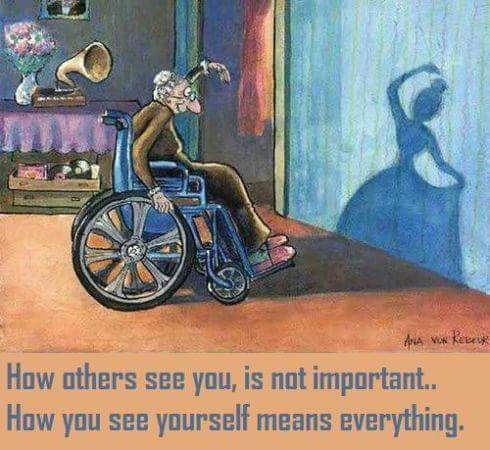 ANA VON REBEUR
How others see you, is not important..
How you see yourself means everything.